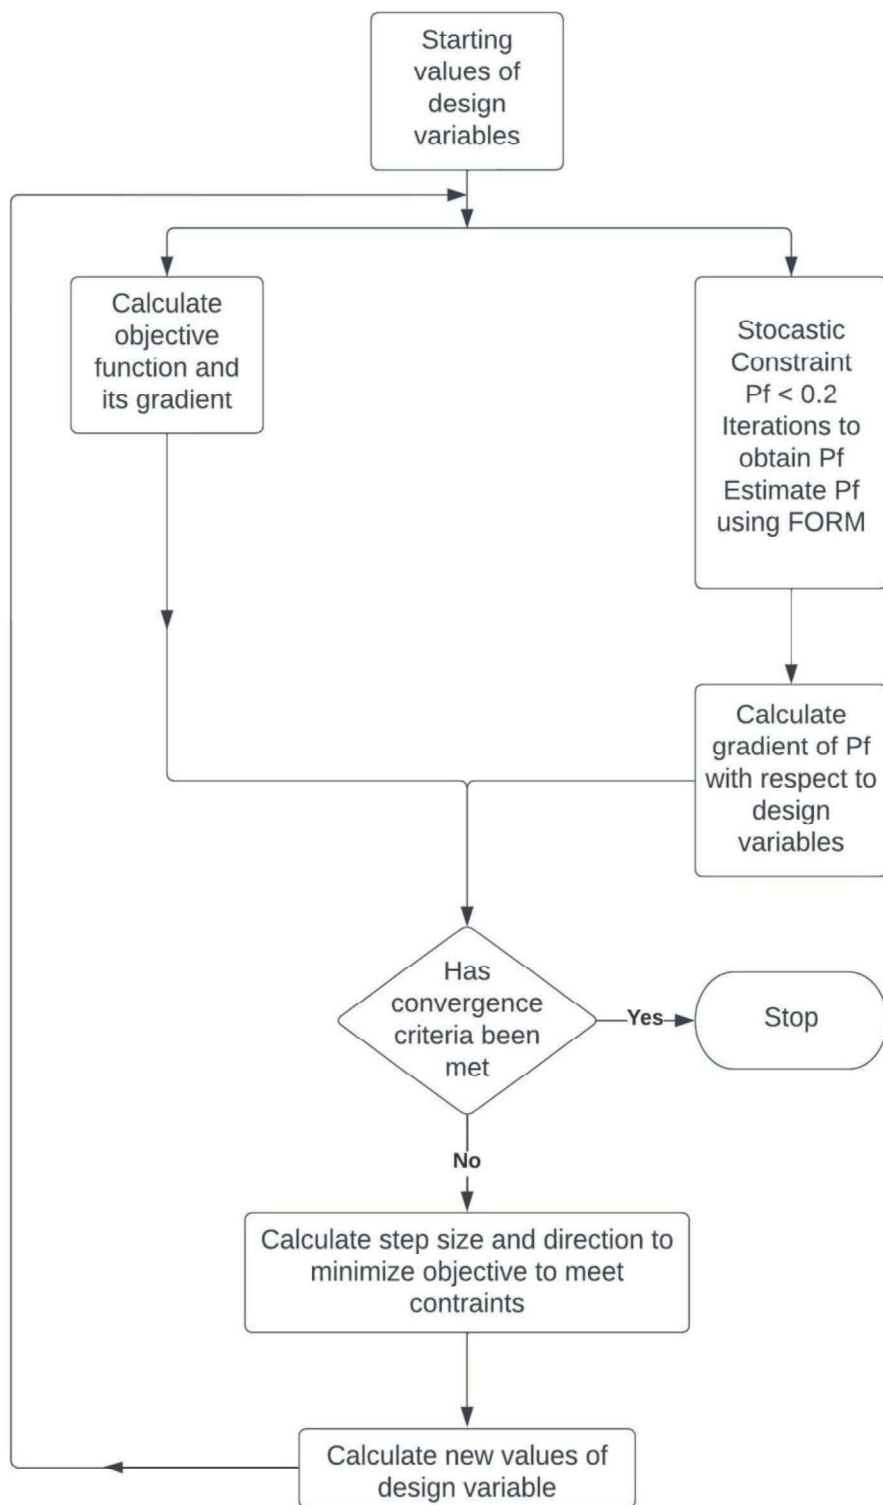 Starting
values of
design
variables
Calculate
objective
function and
its gradient
Stocastic
Constraint
Pf < 0.2
Iterations to
obtain Pf
Estimate Pf
using FORM
Calculate
gradient of Pf
with respect to
design
variables
Has
convergence
criteria been
met
Yes
Stop
No
Calculate step size and direction to
minimize objective to meet
contraints
Calculate new values of
design variable